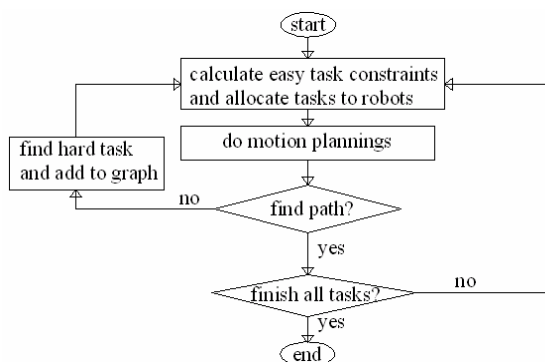 start
calculate easy task constraints
and allocate tasks to robots
do motion plannings
find hard task
and add to graph
no
find path?
yes
finish all tasks?
no
yes
end